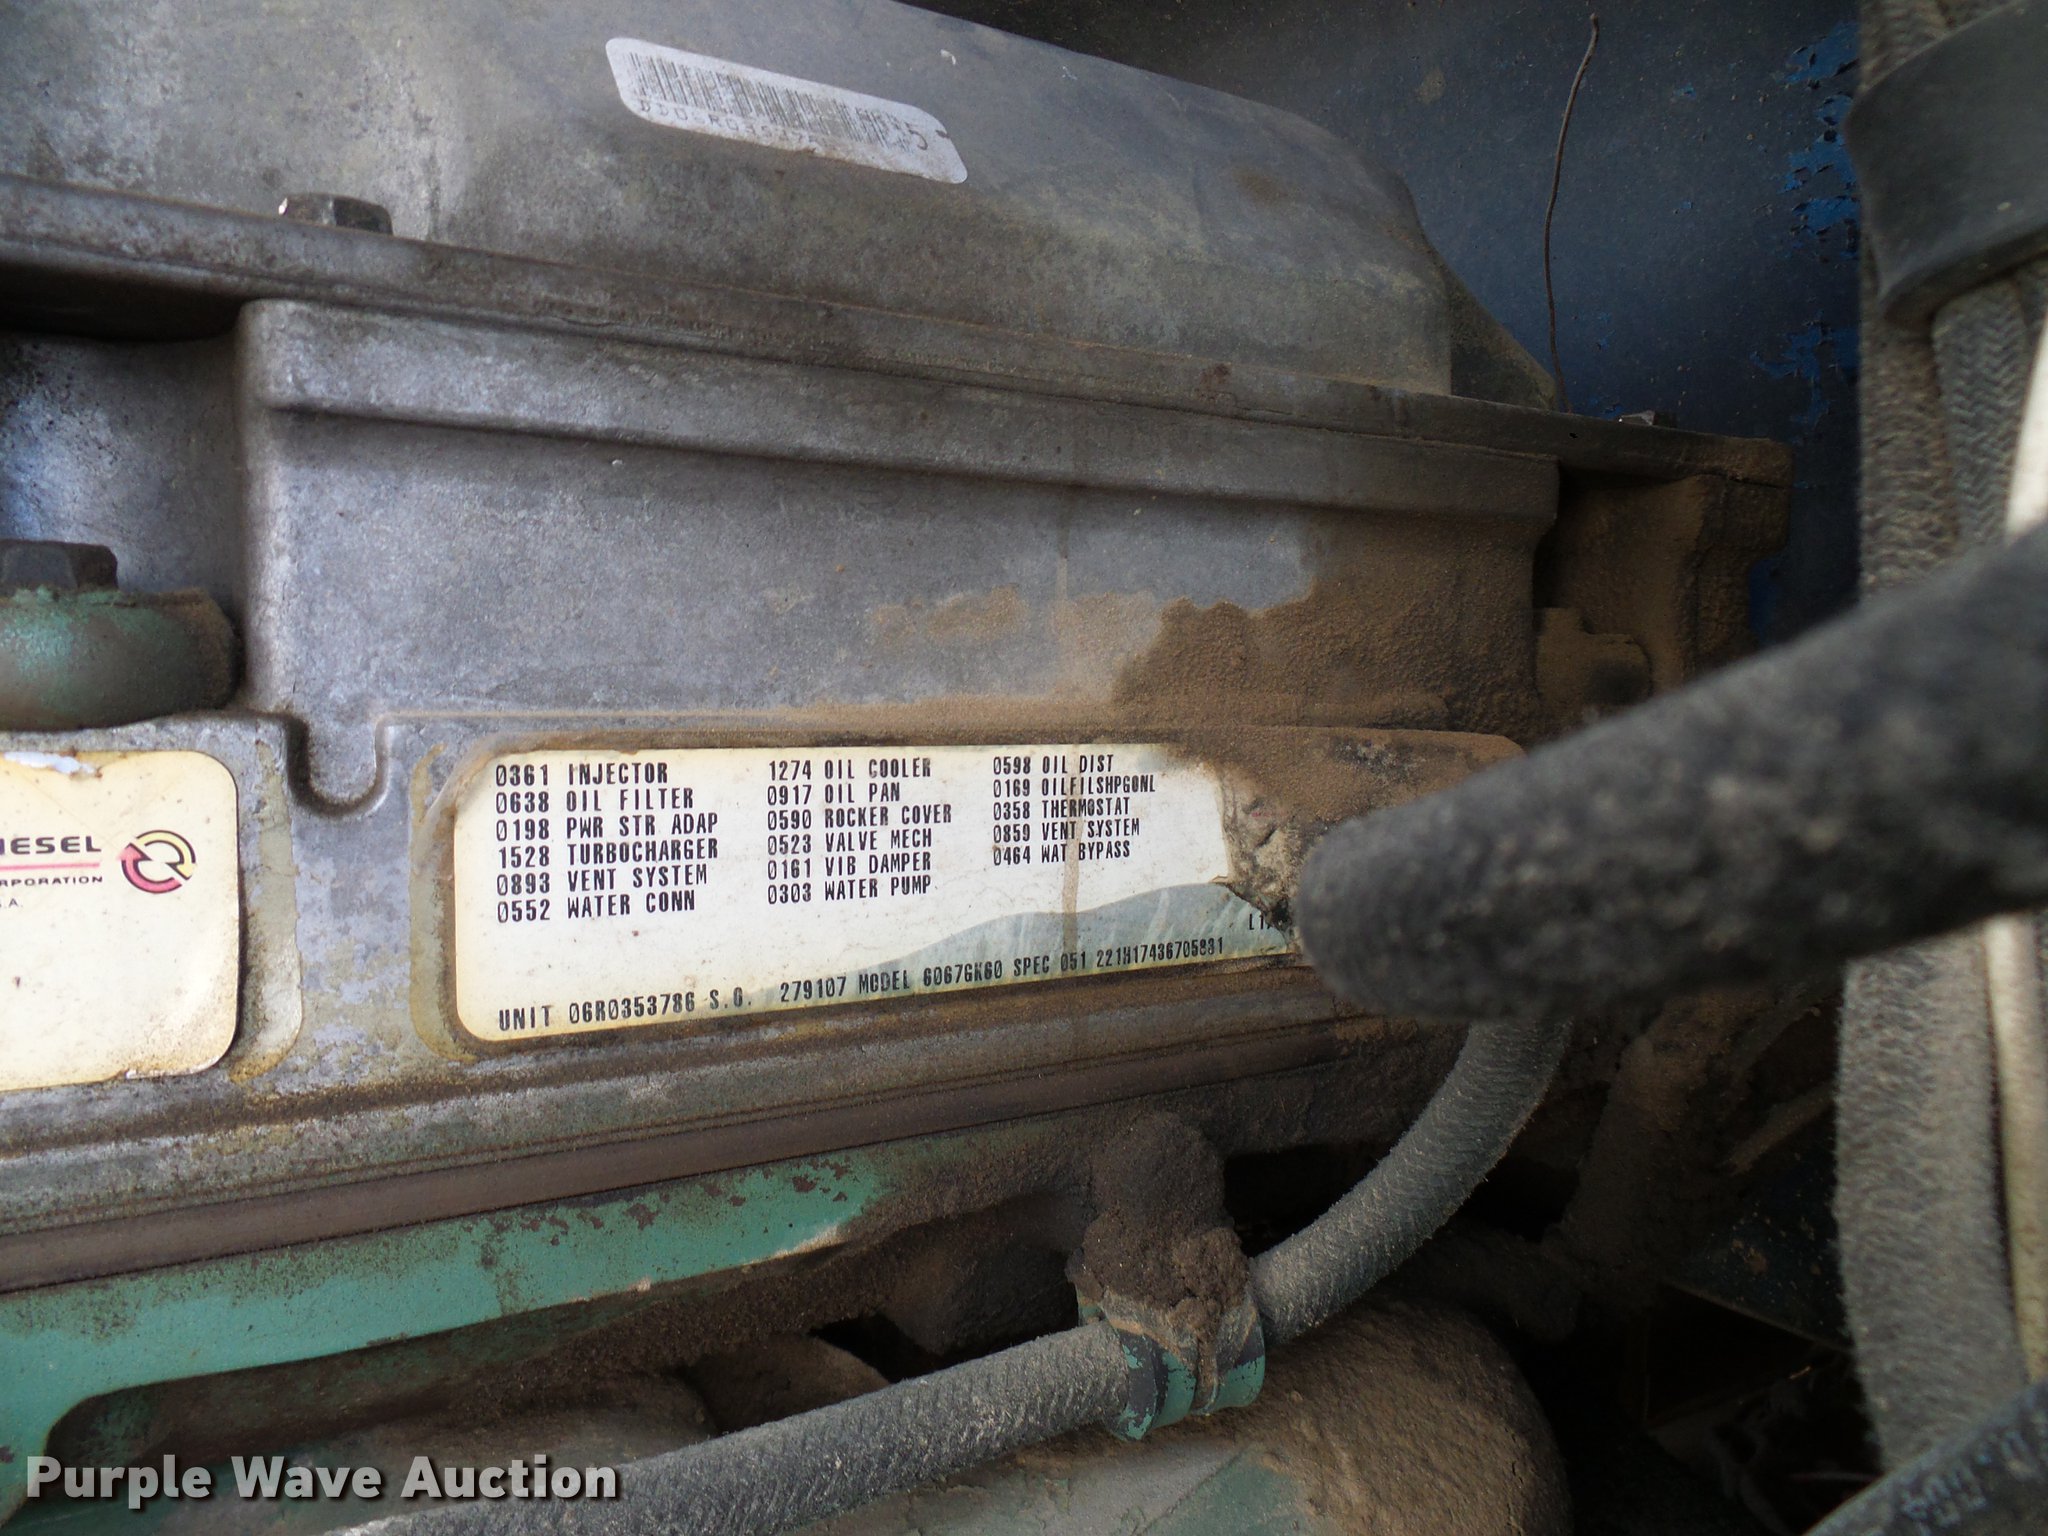 IESEL
RPORATION
S.A.
0361 INJECTOR
0638 OIL FILTER
0198 PWR STR ADAP
1528 TURBOCHARGER
0893 VENT SYSTEM
0552 WATER CONN
1274 OIL COOLER
0917 OIL PAN
0590 ROCKER COVER
0523 VALVE MECH
0161 VIB DAMPER
0303 WATER PUMP
0598 OIL DIST
0169 OILFILSHPGONL
0358 THERMOSTAT
0859 VENT SYSTEM
0464 WAT BYPASS
UNIT 06R0353786 S.O. 279107 MODEL 6067GK60 SPEC 051 221H17436705831
Purple Wave Auction